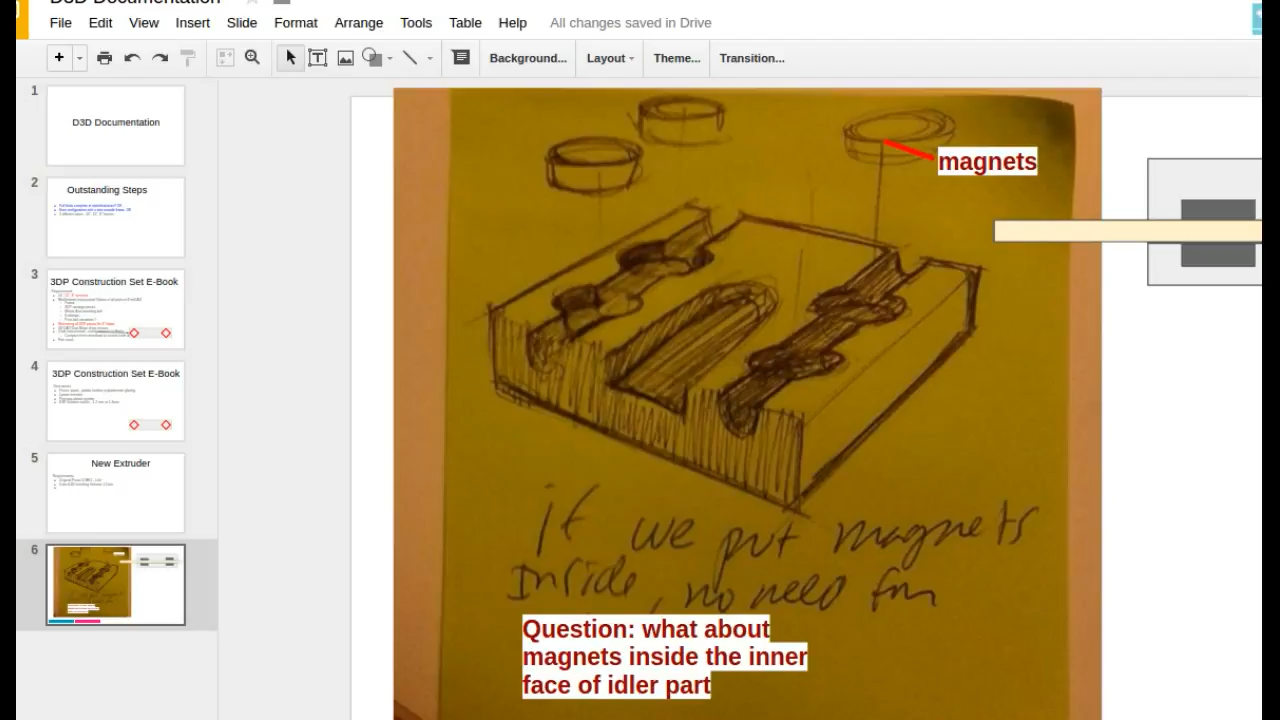 D3D Documentation
File Edit View Insert Slide Format Arrange Tools Table Help All changes saved in Drive
Background... Layout Theme... Transition...
1
D3D Documentation
2
Outstanding Steps
3
3DP Construction Set E-Book
4
3DP Construction Set E-Book
5
New Extruder
6
magnets
if we put magnets
inside, no need for
Question: what about
magnets inside the inner
face of idler part